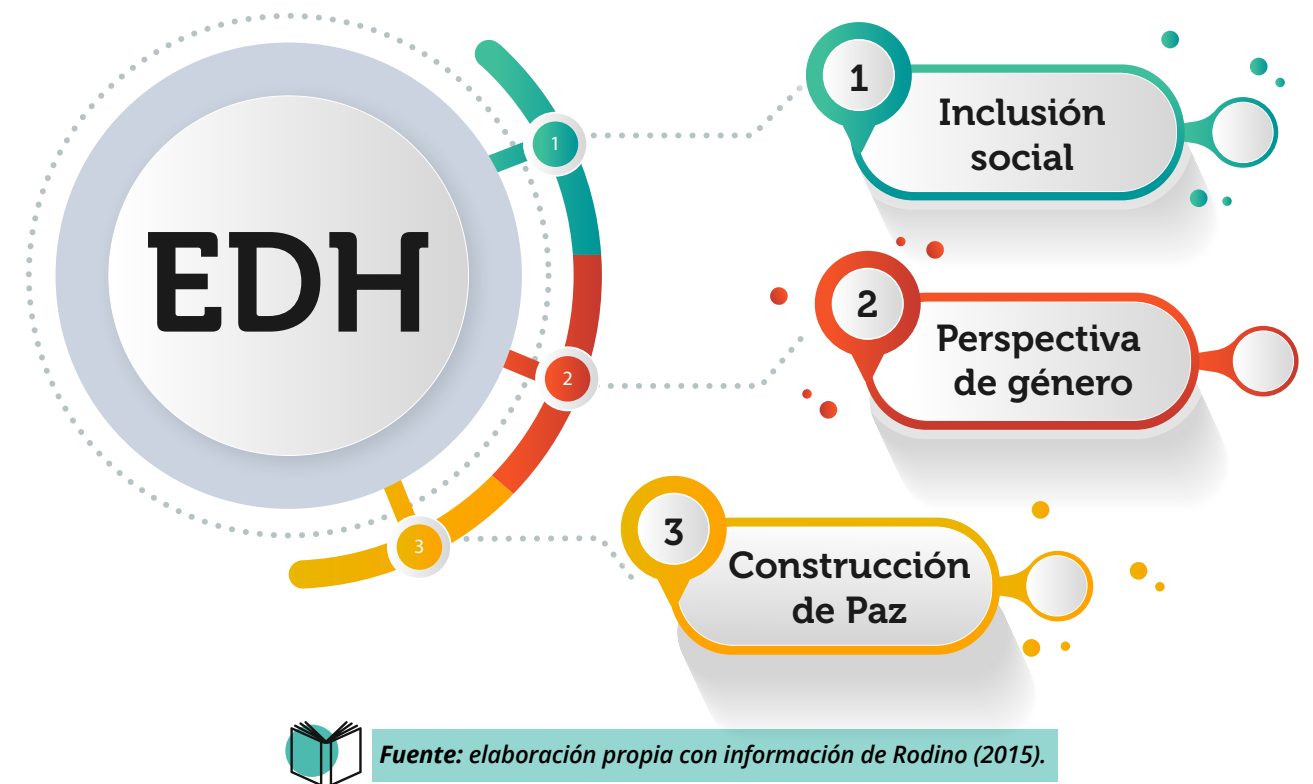 EDH
1
2
3
1
Inclusión
social
2
Perspectiva
de género
3
Construcción
de Paz
Fuente: elaboración propia con información de Rodino (2015).